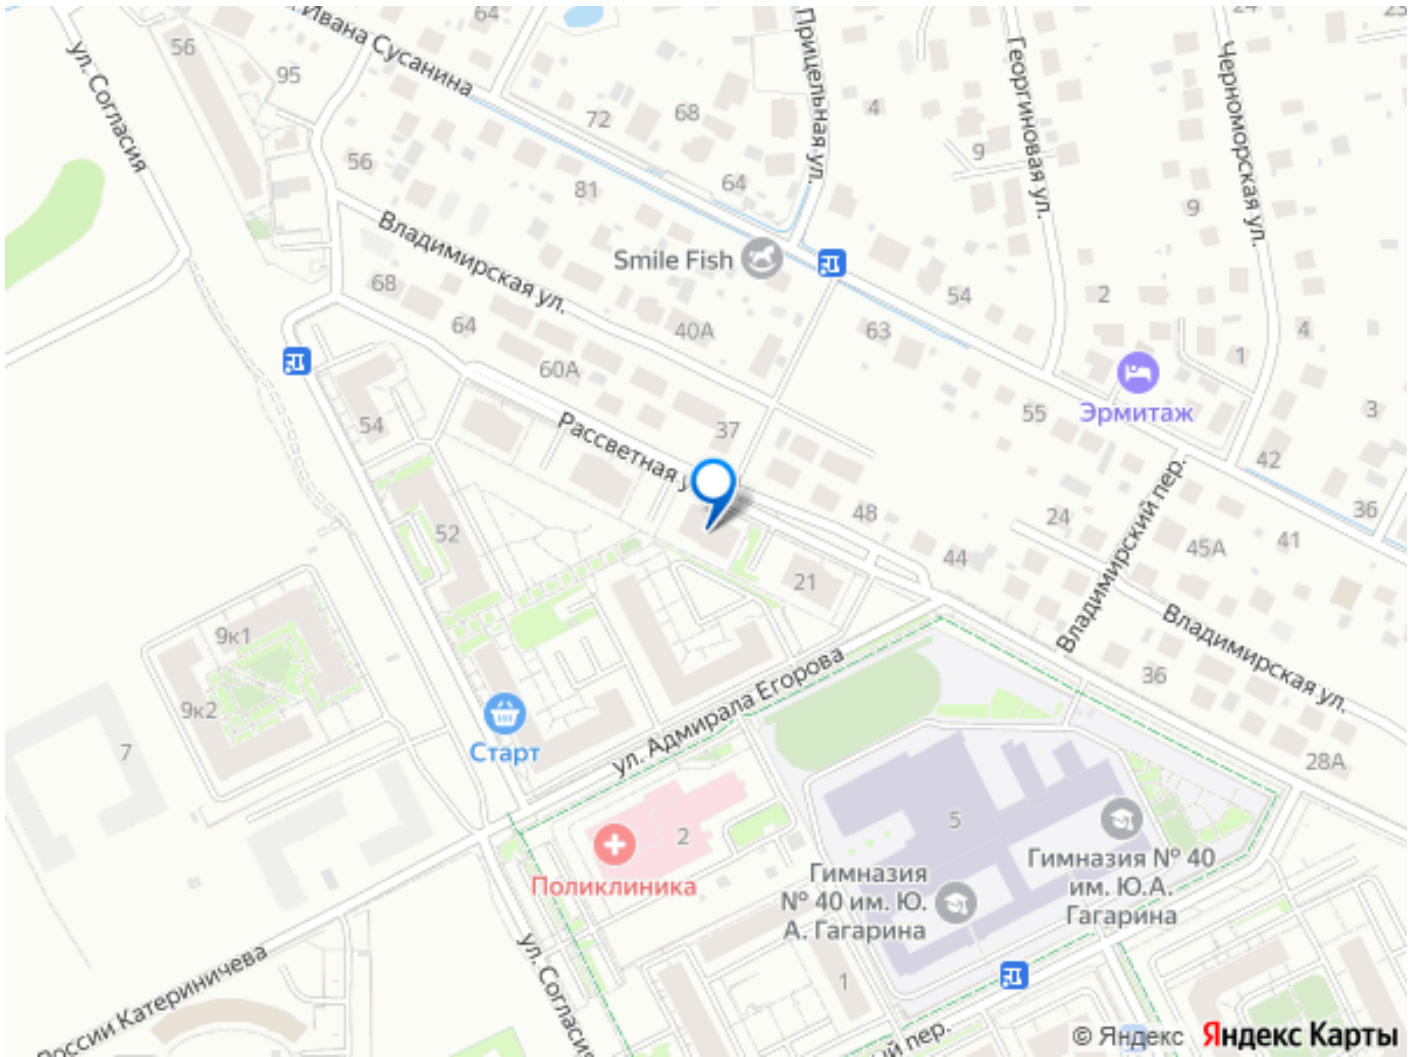 64
24
23
Ивана Сусанина
Прицельная ул.
Георгиновая ул.
Черноморская ул.
ул. Согласия
56
95
72
68
4
9
56
81
64
9
Владимирская ул.
Smile Fish
68
64
40А
54
63
2
4
1
60А
Эрмитаж
55
3
54
37
Рассветная у
42
Владимирский пер.
52
48
24
36
45А
41
44
21
9к1
36
Владимирская ул.
9к2
ул. Адмирала Егорова
7
Старт
28А
2
5
Поликлиника
Гимназия
№ 40 им. Ю.
А. Гагарина
Гимназия № 40
им. Ю.А.
Гагарина
ул. Согласия
России Катериничева
1
ный пер.
© Яндекс Яндекс Карты